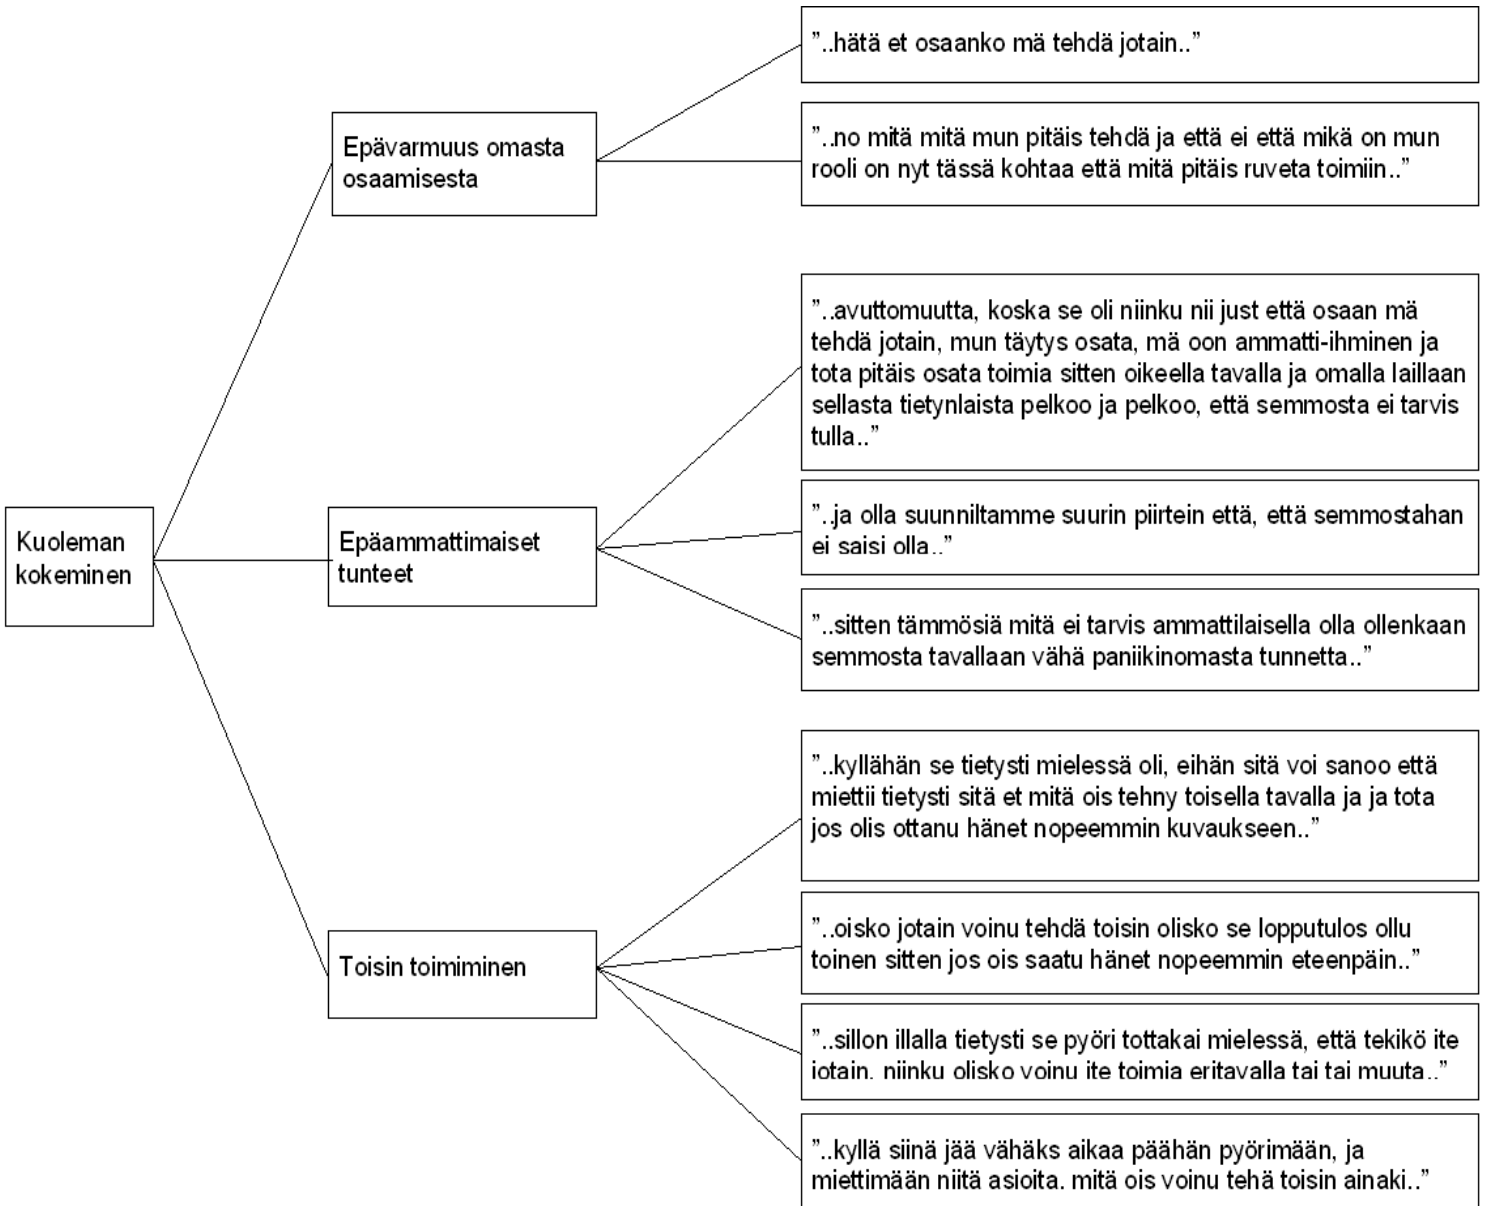 ”..hätä et osaanko mä tehdä jotain..”
Epävarmuus omasta
osaamisesta
”..no mitä mitä mun pitäis tehdä ja että ei että mikä on mun
rooli on nyt tässä kohtaa että mitä pitäis ruveta toimiin..”
”..avuttomuutta, koska se oli niinku nii just että osaan mä
tehdä jotain, mun täytys osata, mä oon ammatti-ihminen ja
tota pitäis osata toimia sitten oikeella tavalla ja omalla laillaan
sellasta tietynlaista pelkoo ja pelkoo, että semmosta ei tarvis
tulla..”
Kuoleman
kokeminen
Epäammattimaiset
tunteet
”..ja olla suunniltamme suurin piirtein että, että semmostahan
ei saisi olla..”
”..sitten tämmösiä mitä ei tarvis ammattilaisella olla ollenkaan
semmosta tavallaan vähä paniikinomasta tunnetta..”
”..kyllähän se tietysti mielessä oli, eihän sitä voi sanoo että
miettii tietysti sitä et mitä ois tehny toisella tavalla ja ja tota
jos olis ottanu hänet nopeemmin kuvaukseen..”
Toisin toimiminen
”..oisko jotain voinu tehdä toisin olisko se lopputulos ollu
toinen sitten jos ois saatu hänet nopeemmin eteenpäin..”
”..sillon illalla tietysti se pyöri tottakai mielessä, että tekikö ite
jotain. niinku olisko voinu ite toimia eritavalla tai tai muuta..”
”..kyllä siinä jää vähäks aikaa päähän pyörimään, ja
miettimään niitä asioita. mitä ois voinu tehä toisin ainaki..”